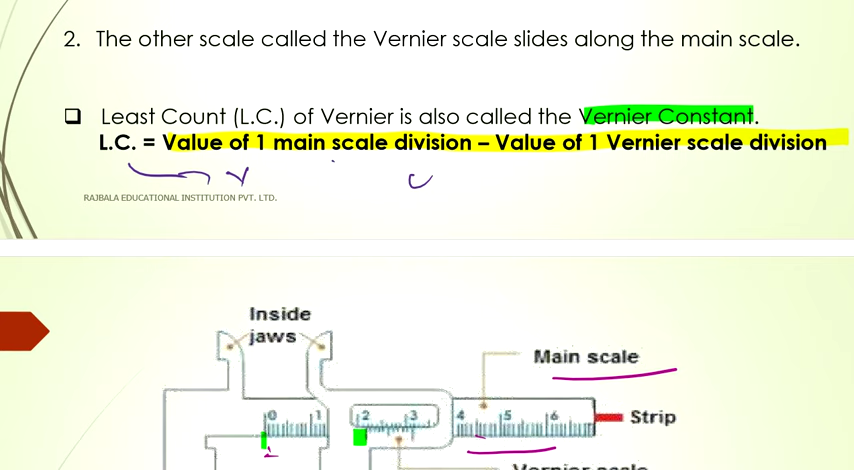 2. The other scale called the Vernier scale slides along the main scale.
❑ Least Count (L.C.) of Vernier is also called the Vernier Constant.
L.C. = Value of 1 main scale division – Value of 1 Vernier scale division
RAJBALA EDUCATIONAL INSTITUTION PVT. LTD.
Inside
jaws
Main scale
0 1 2 3 4 5 6
Strip
Vernier scale